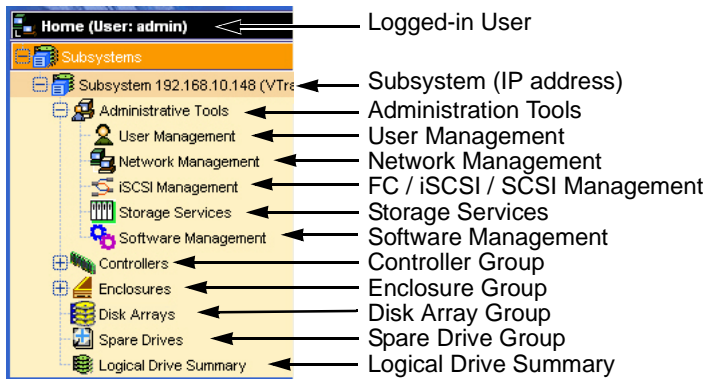 Home (User: admin) Logged-in User
Subsystems
Subsystem 192.168.10.148 (VTra Subsystem (IP address)
Administrative Tools Administration Tools
User Management User Management
Network Management Network Management
iSCSI Management FC / iSCSI / SCSI Management
Storage Services Storage Services
Software Management Software Management
Controllers Controller Group
Enclosures Enclosure Group
Disk Arrays Disk Array Group
Spare Drives Spare Drive Group
Logical Drive Summary Logical Drive Summary